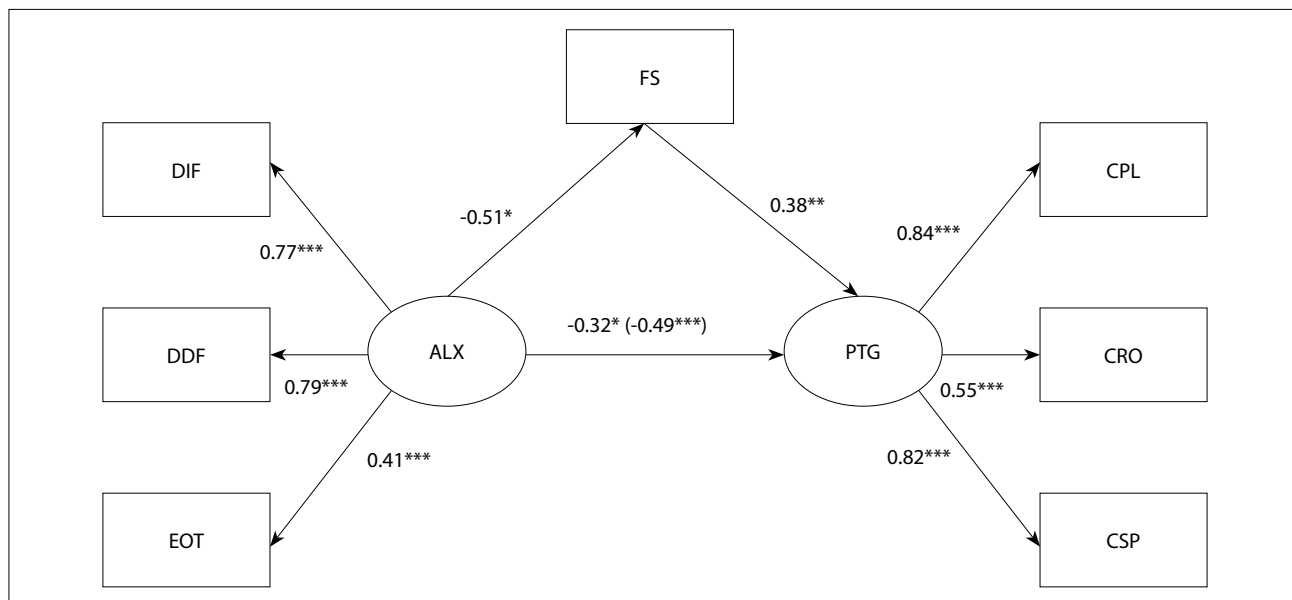 FS
DIF
CPL
-0.51*
0.38**
0.77***
0.84***
-0.32* (-0.49***)
DDF
ALX
PTG
CRO
0.79***
0.55***
0.41***
0.82***
EOT
CSP